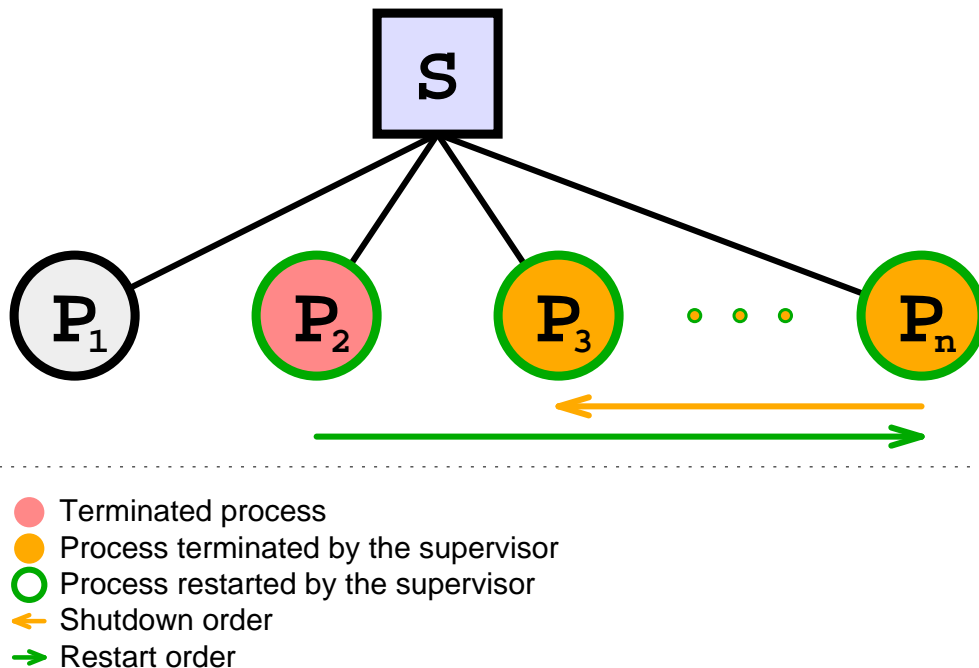 S
P1 P2 P3 Pn
Terminated process
Process terminated by the supervisor
Process restarted by the supervisor
Shutdown order
Restart order